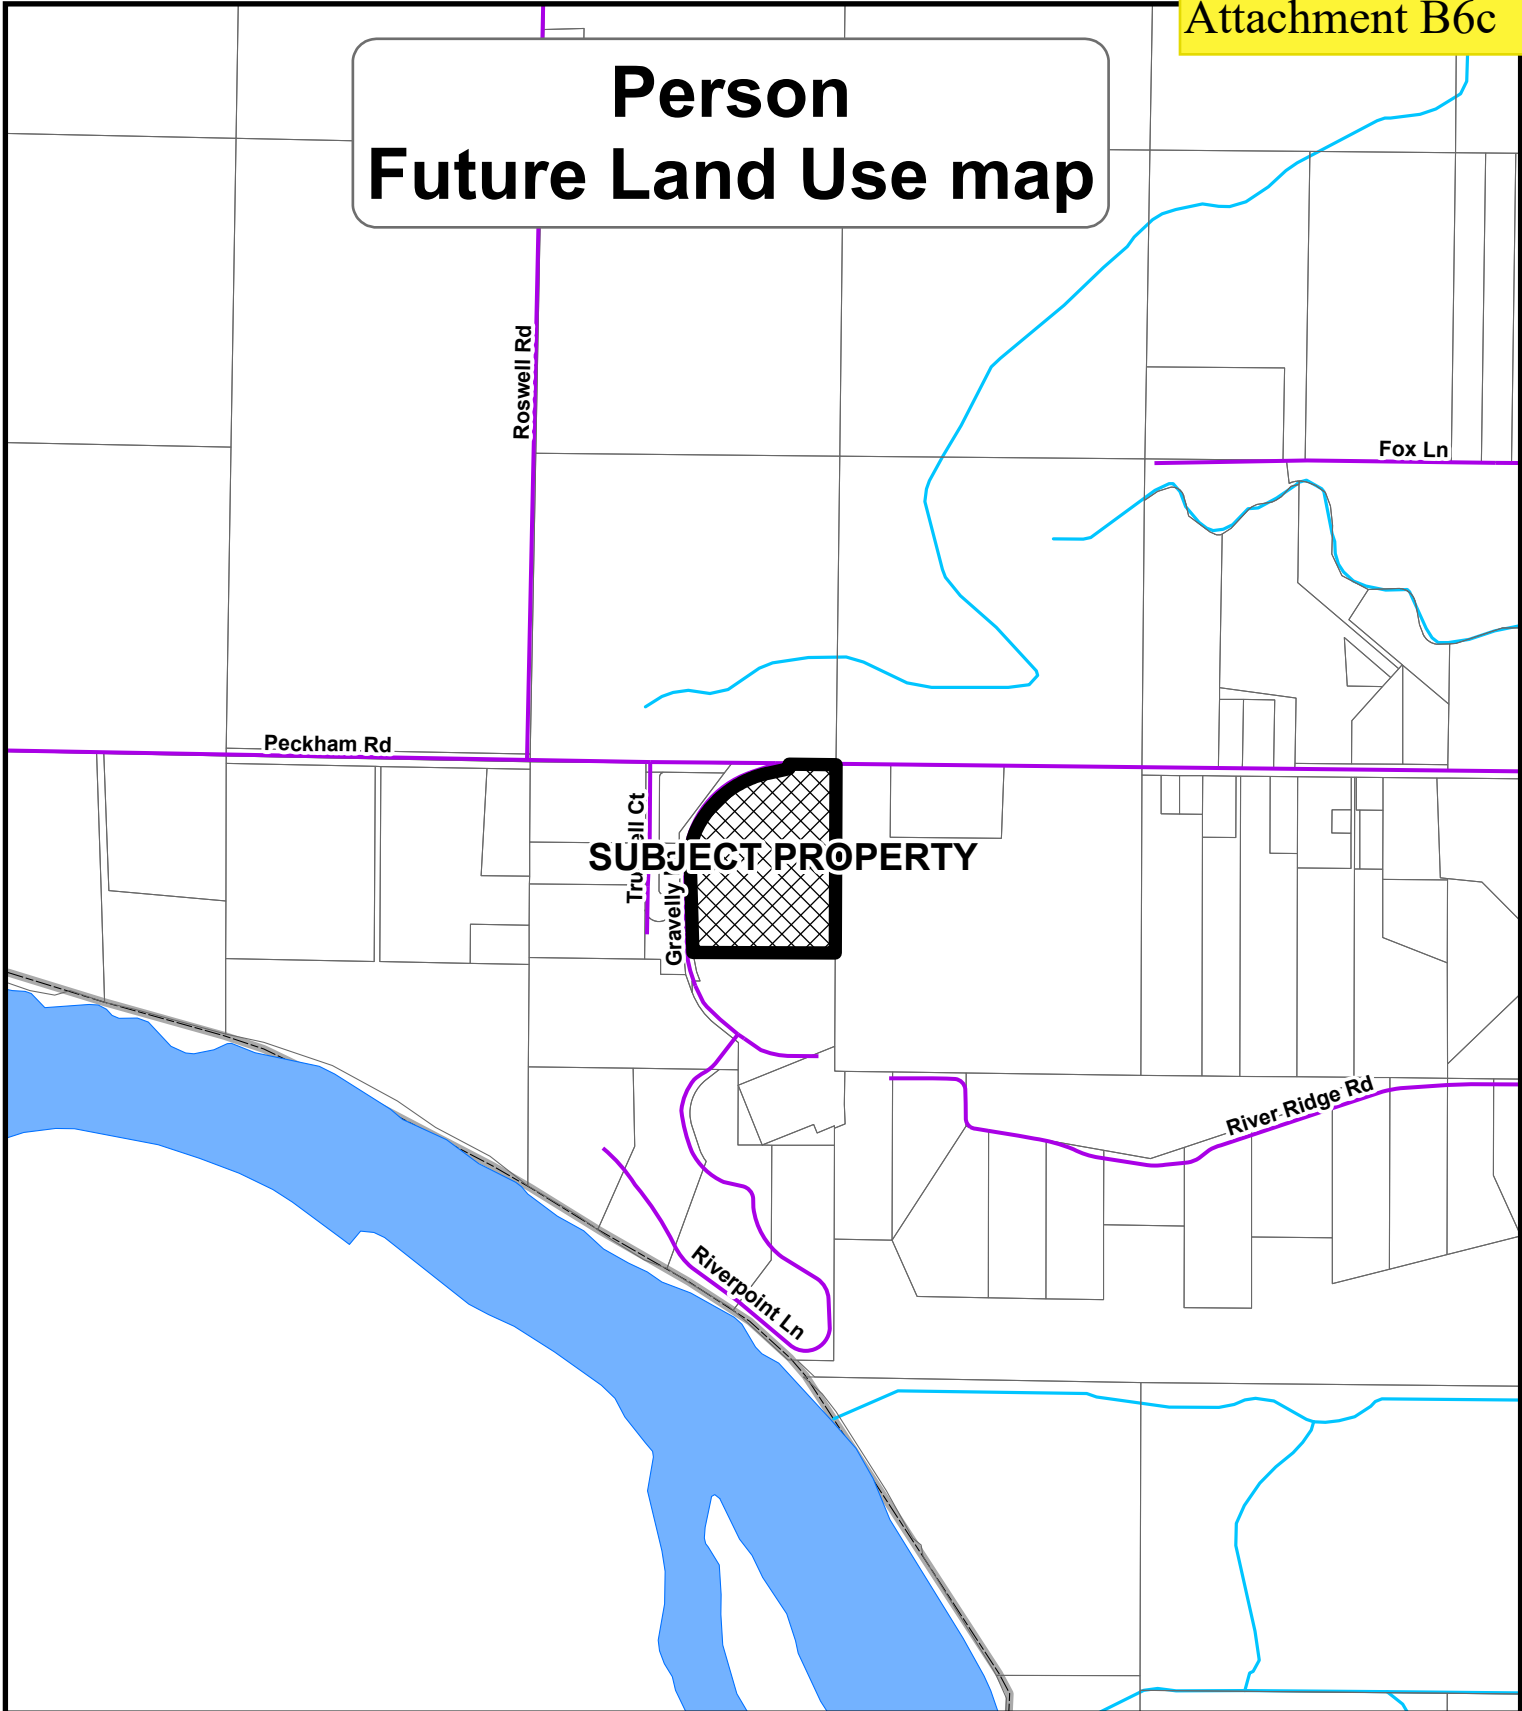 Attachment B6c
Person
Future Land Use map
Roswell Rd
Fox Ln
Peckham Rd
Ct
SUBJECT PROPERTY
Gravelly
River Ridge Rd
Riverpoint Ln